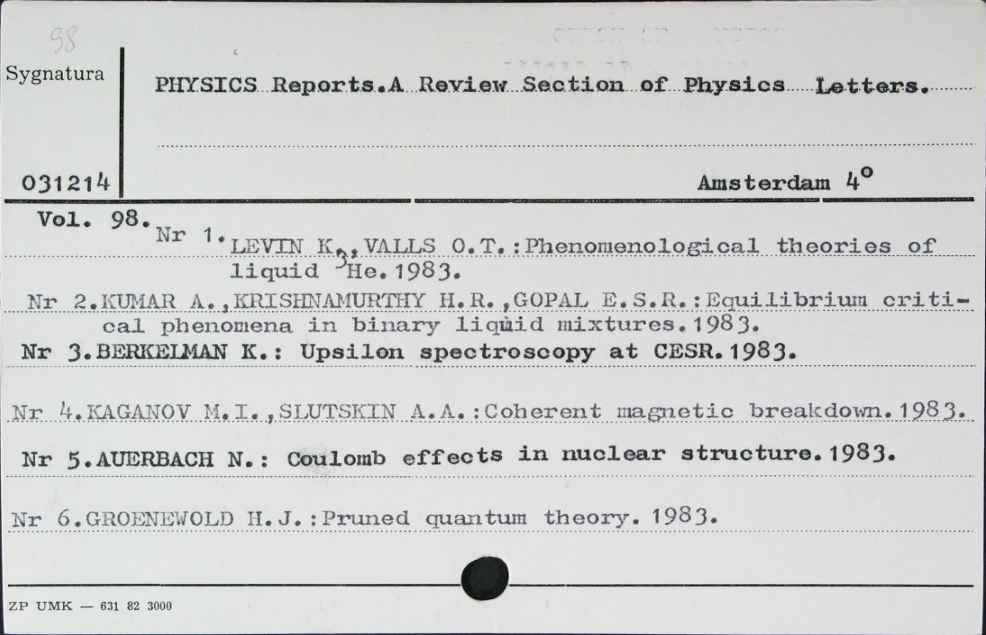 98
Sygnatura
PHYSICS Reports.A Review Section of Physics Letters.
031214
Amsterdam 4°
Vol. 98.
Nr 1.LEVIN K., VALLS O.T.:Phenomenological theories of
liquid ³He.1983.
Nr 2.KUMAR A.,KRISHNAMURTHY H.R.,GOPAL E.S.R.:Equilibrium criti-
cal phenomena in binary liquid mixtures.1983.
Nr 3.BERKELMAN K.: Upsilon spectroscopy at CESR.1983.
Nr 4.KAGANOV M.I.,SLUTSKIN A.A.:Coherent magnetic breakdown.1983.
Nr 5.AUERBACH N.: Coulomb effects in nuclear structure.1983.
Nr 6.GROENEWOLD H.J.:Pruned quantum theory. 1983.
ZP UMK — 631 82 3000